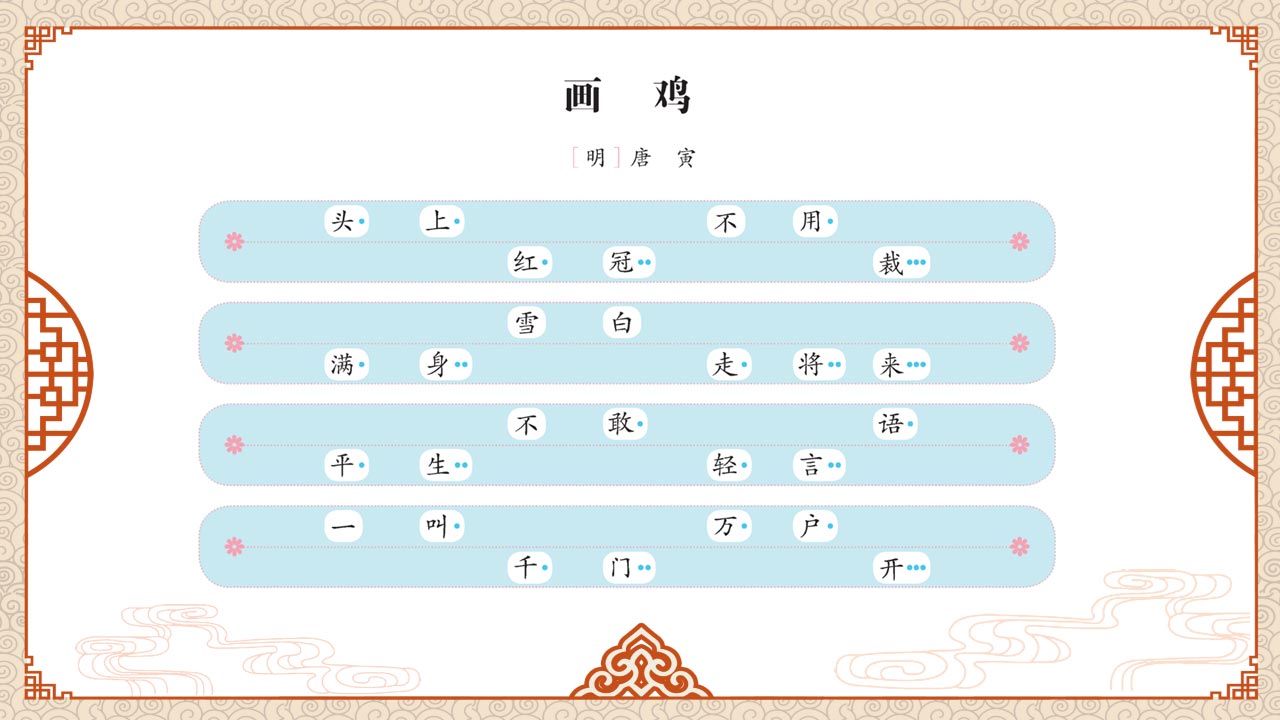 画 鸡
［明］唐 寅
头上红冠不用裁
满身雪白走将来
平生不敢轻言语
一叫千门万户开